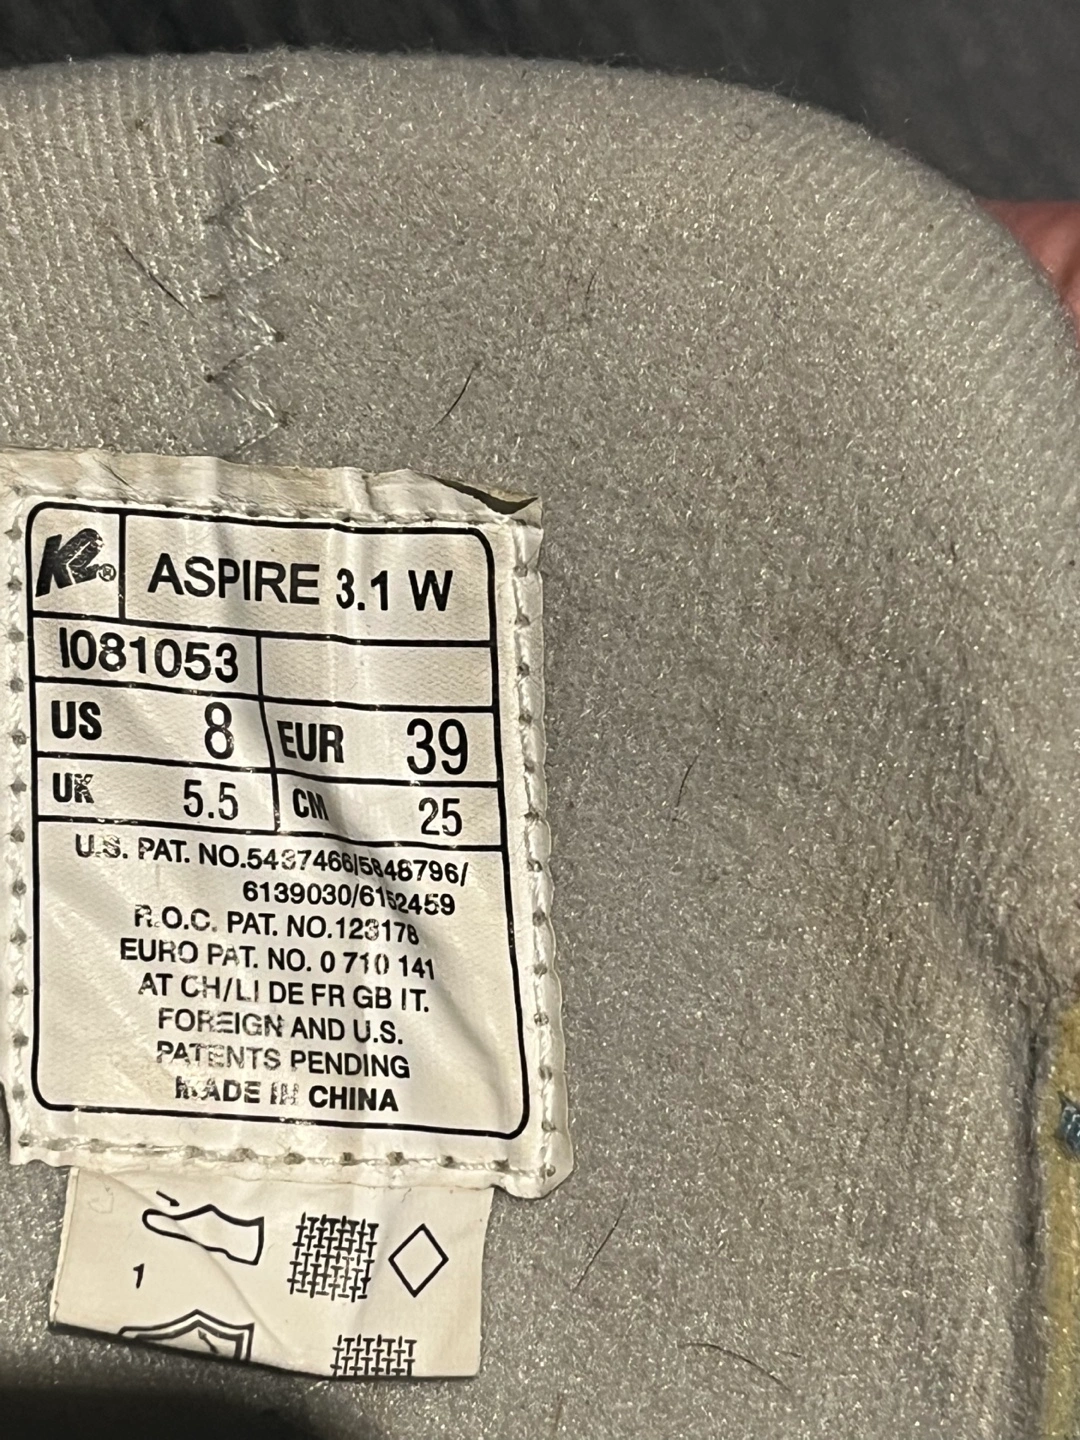 K2® ASPIRE 3.1 W
I081053
US 8 EUR 39
UK 5.5 CM 25
U.S. PAT. NO.5437466/5848796/
6139030/6152459
R.O.C. PAT. NO.123178
EURO PAT. NO. 0 710 141
AT CH/LI DE FR GB IT.
FOREIGN AND U.S.
PATENTS PENDING
MADE IN CHINA
1